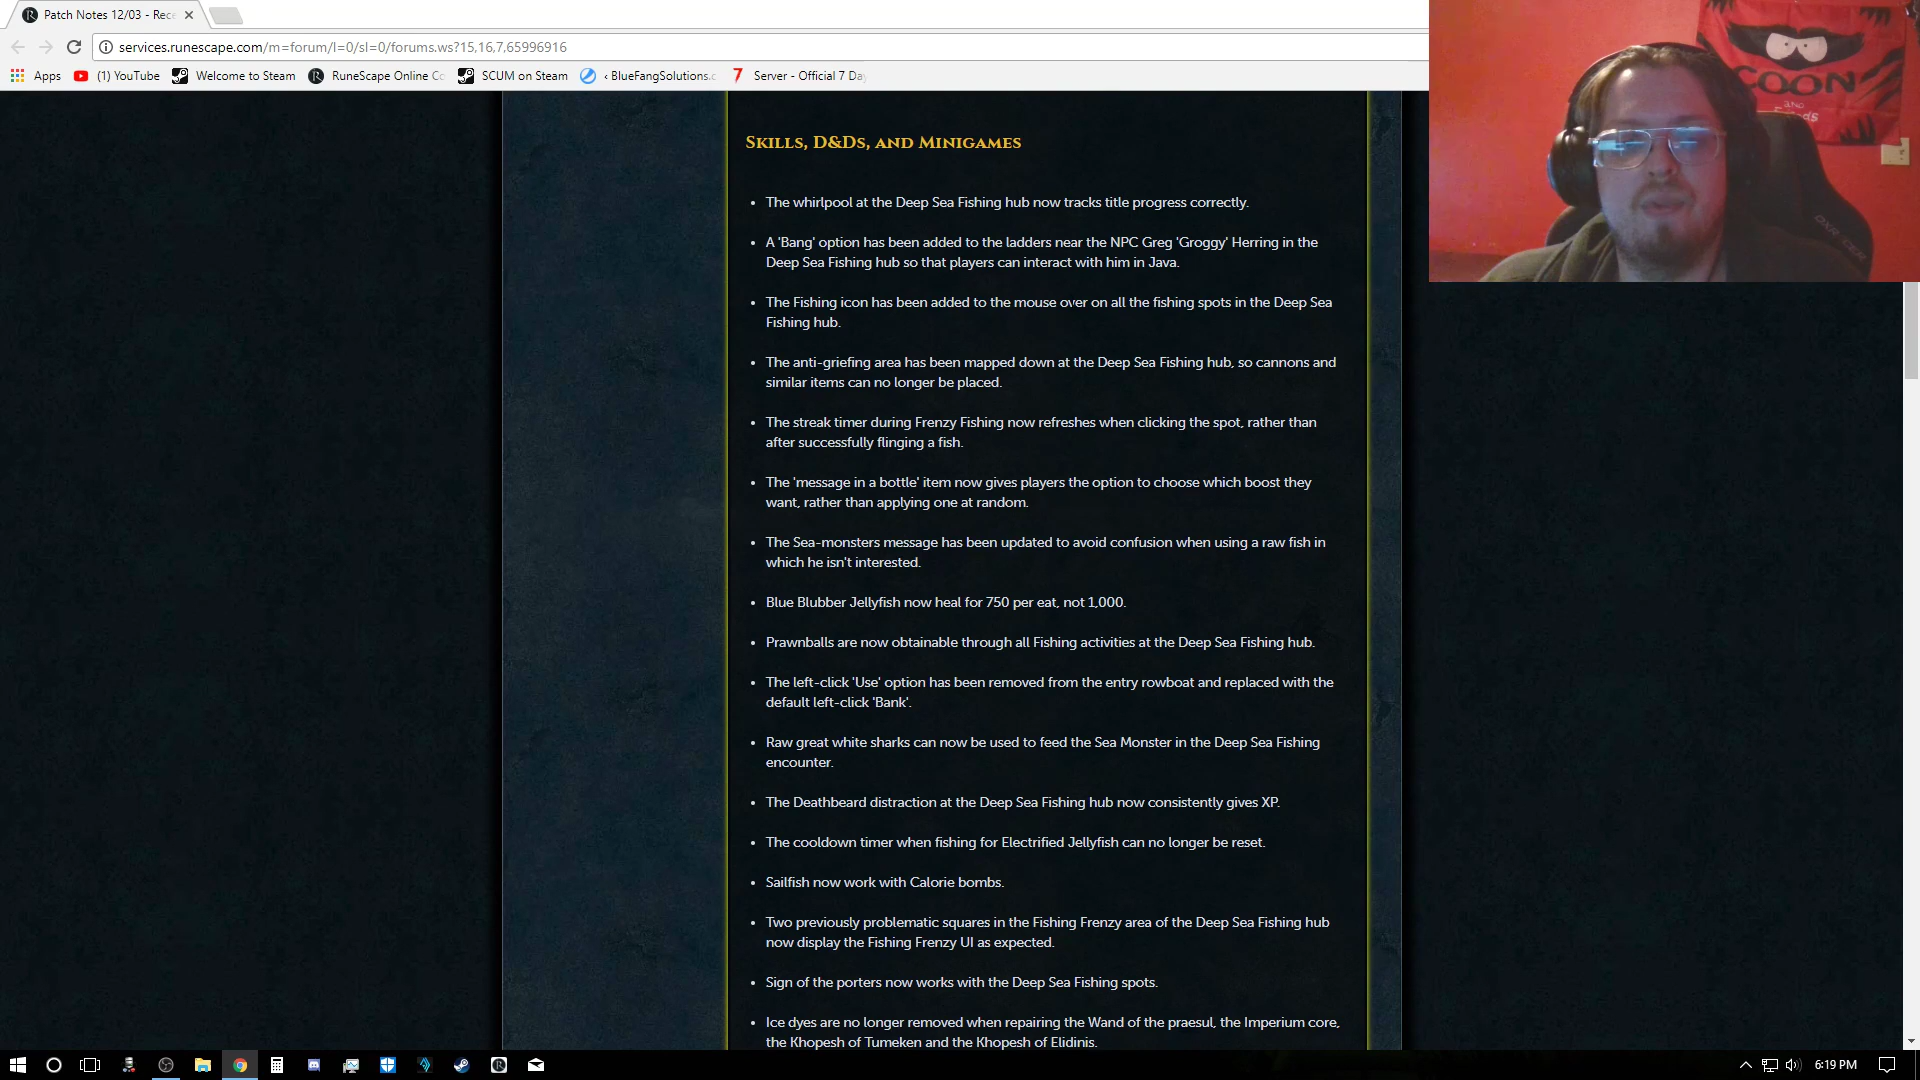 Patch Notes 12/03 - Rece
services.runescape.com/m=forum/l=0/sl=0/forums.ws?15,16,7,65996916
Apps (1) YouTube Welcome to Steam RuneScape Online Co SCUM on Steam ‹ BlueFangSolutions.c Server - Official 7 Day
COON
and
Skills, D&Ds, and Minigames
• The whirlpool at the Deep Sea Fishing hub now tracks title progress correctly.
• A 'Bang' option has been added to the ladders near the NPC Greg 'Groggy' Herring in the
Deep Sea Fishing hub so that players can interact with him in Java.
• The Fishing icon has been added to the mouse over on all the fishing spots in the Deep Sea
Fishing hub.
• The anti-griefing area has been mapped down at the Deep Sea Fishing hub, so cannons and
similar items can no longer be placed.
• The streak timer during Frenzy Fishing now refreshes when clicking the spot, rather than
after successfully flinging a fish.
• The 'message in a bottle' item now gives players the option to choose which boost they
want, rather than applying one at random.
• The Sea-monsters message has been updated to avoid confusion when using a raw fish in
which he isn't interested.
• Blue Blubber Jellyfish now heal for 750 per eat, not 1,000.
• Prawnballs are now obtainable through all Fishing activities at the Deep Sea Fishing hub.
• The left-click 'Use' option has been removed from the entry rowboat and replaced with the
default left-click 'Bank'.
• Raw great white sharks can now be used to feed the Sea Monster in the Deep Sea Fishing
encounter.
• The Deathbeard distraction at the Deep Sea Fishing hub now consistently gives XP.
• The cooldown timer when fishing for Electrified Jellyfish can no longer be reset.
• Sailfish now work with Calorie bombs.
• Two previously problematic squares in the Fishing Frenzy area of the Deep Sea Fishing hub
now display the Fishing Frenzy UI as expected.
• Sign of the porters now works with the Deep Sea Fishing spots.
• Ice dyes are no longer removed when repairing the Wand of the praesul, the Imperium core,
the Khopesh of Tumeken and the Khopesh of Elidinis.
6:19 PM